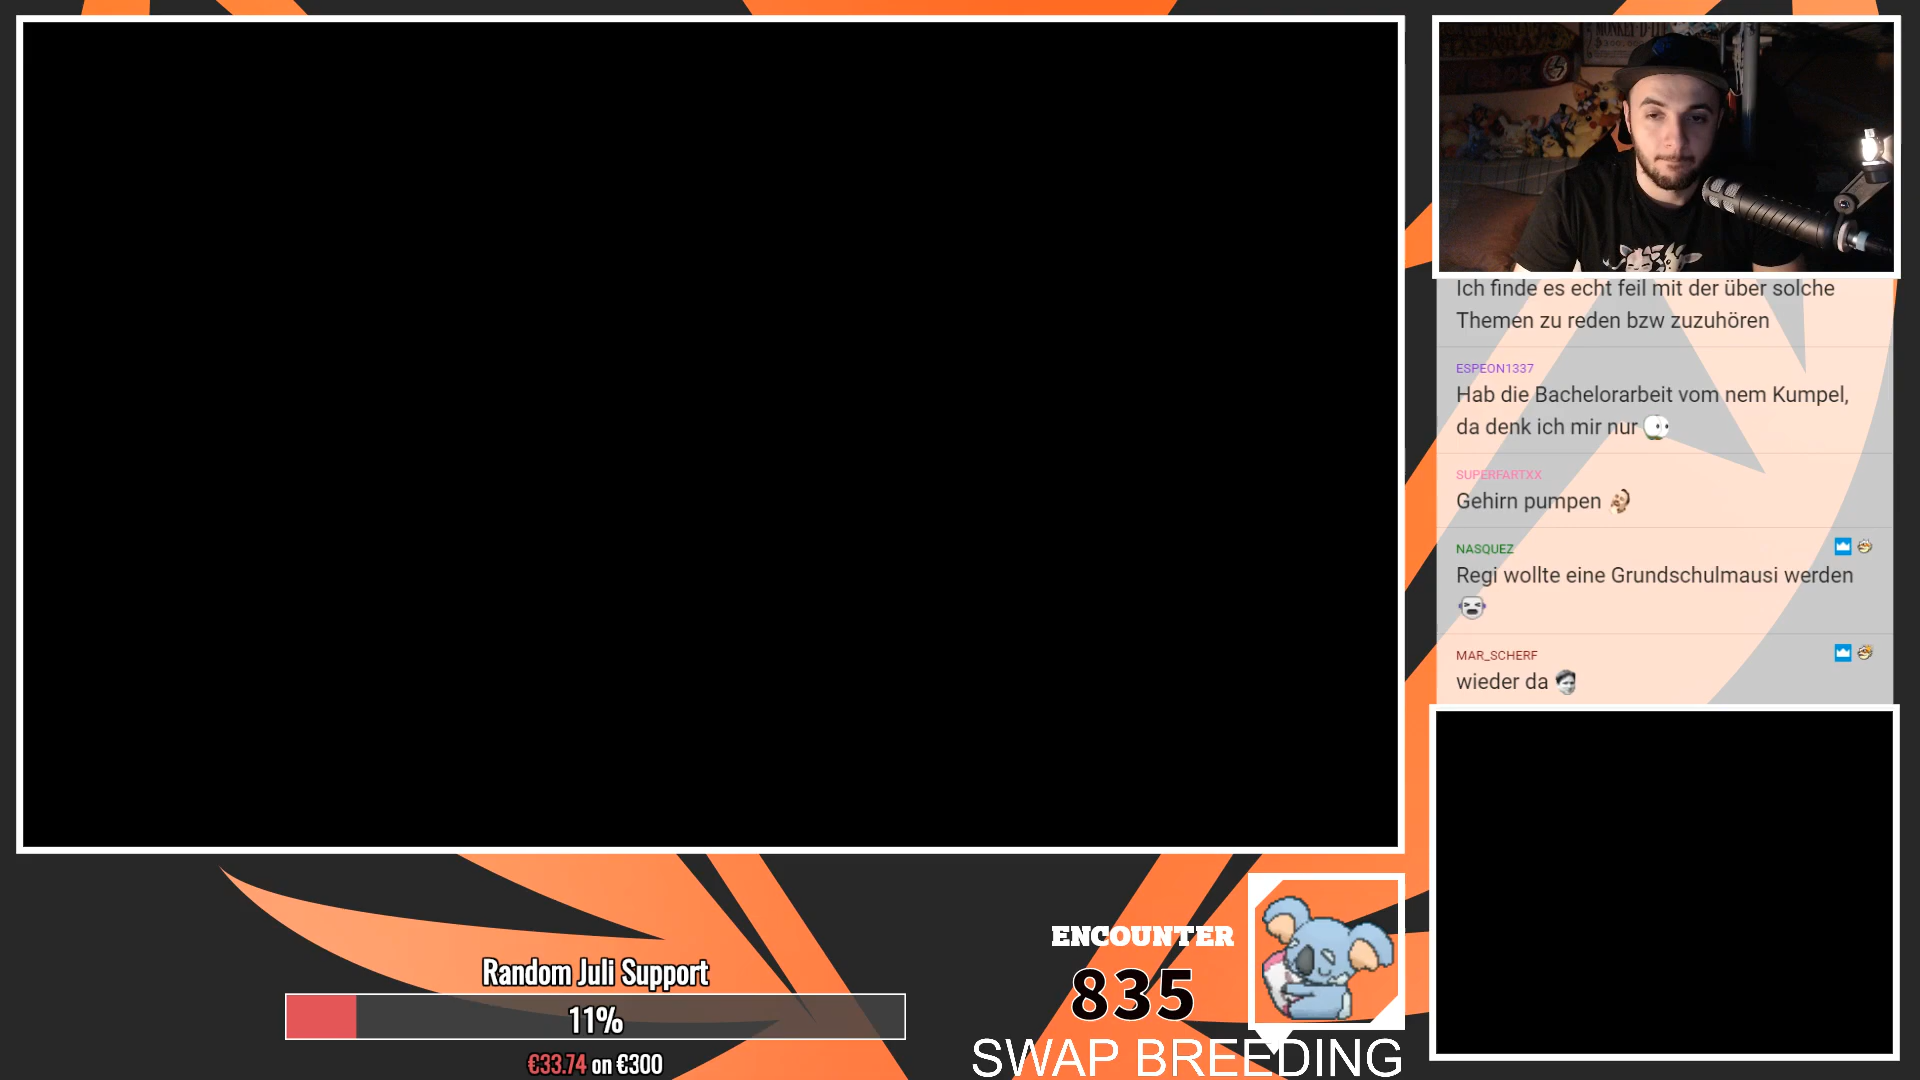 MONKEY·D·LU
Ich finde es echt feil mit der über solche
Themen zu reden bzw zuzuhören
ESPEON1337
Hab die Bachelorarbeit vom nem Kumpel,
da denk ich mir nur
SUPERFARTXX
Gehirn pumpen
NASQUEZ
Regi wollte eine Grundschulmausi werden
MAR_SCHERF
wieder da
ENCOUNTER
835
SWAP BREEDING
Random Juli Support
11%
€33.74 on €300